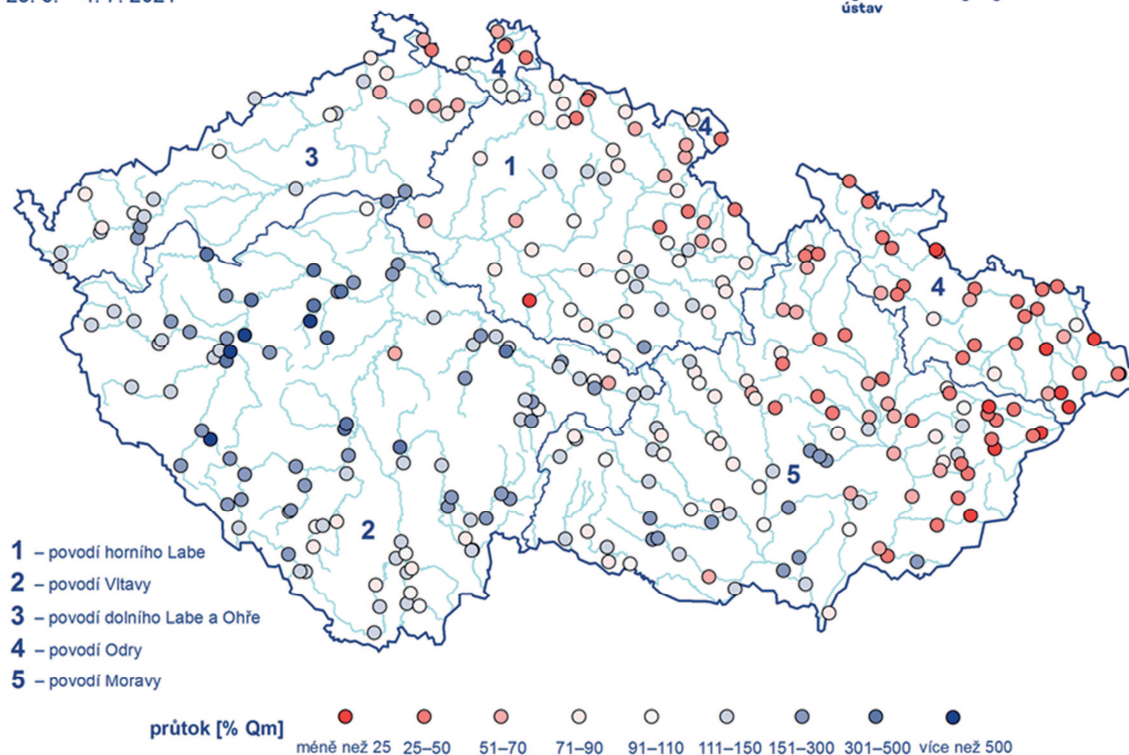 ústav
4
4
3
1
4
5
2
1 – povodí horního Labe
2 – povodí Vltavy
3 – povodí dolního Labe a Ohře
4 – povodí Odry
5 – povodí Moravy
průtok [% Qm]
méně než 25 25–50 51–70 71–90 91–110 111–150 151–300 301–500 více než 500